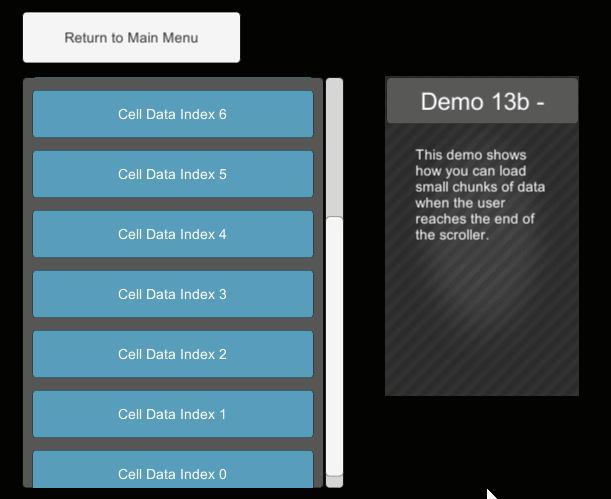 Return to Main Menu
Cell Data Index 6
Cell Data Index 5
Cell Data Index 4
Cell Data Index 3
Cell Data Index 2
Cell Data Index 1
Cell Data Index 0
Demo 13b -
This demo shows
how you can load
small chunks of data
when the user
reaches the end of
the scroller.